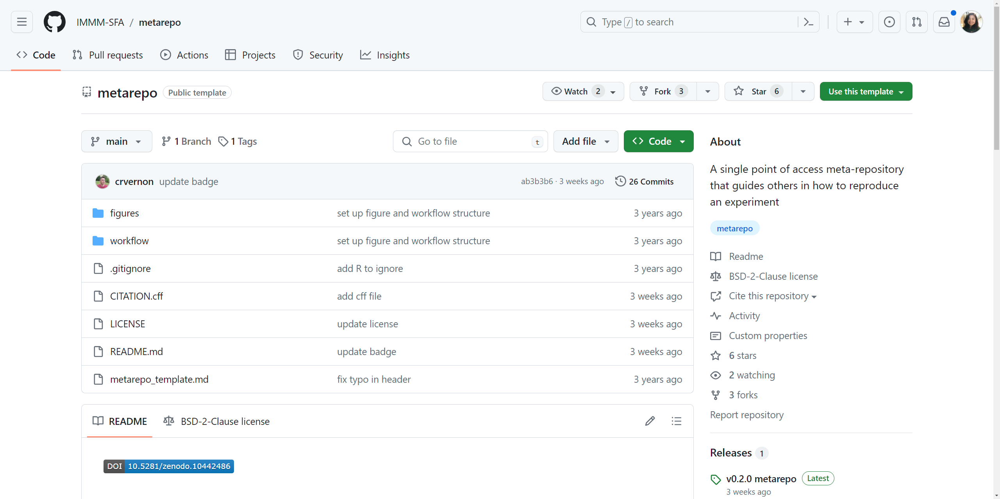 IMMM-SFA / metarepo
Type / to search
Code Pull requests Actions Projects Security Insights
metarepo Public template
Watch 2 Fork 3 Star 6 Use this template
main 1 Branch 1 Tags
Go to file t Add file Code
crvernon update badge ab3b3b6 · 3 weeks ago 26 Commits
figures set up figure and workflow structure 3 years ago
workflow set up figure and workflow structure 3 years ago
.gitignore add R to ignore 3 years ago
CITATION.cff add cff file 3 weeks ago
LICENSE update license 3 weeks ago
README.md update badge 3 weeks ago
metarepo_template.md fix typo in header 3 years ago
README BSD-2-Clause license
DOI 10.5281/zenodo.10442486
About
A single point of access meta-repository
that guides others in how to reproduce
an experiment
metarepo
Readme
BSD-2-Clause license
Cite this repository
Activity
Custom properties
6 stars
2 watching
3 forks
Report repository
Releases 1
v0.2.0 metarepo Latest
3 weeks ago